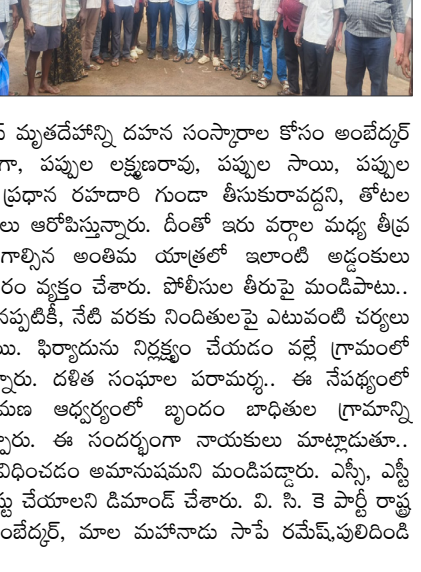 మృతదేహాన్ని దహన సంస్కారాల కోసం అంబేద్కర్
గా, పప్పుల లక్ష్మణరావు, పప్పుల సాయి, పప్పుల
ప్రధాన రహదారి గుండా తీసుకురావద్దని, తోటల
లు ఆరోపిస్తున్నారు. దీంతో ఇరు వర్గాల మధ్య తీవ్ర
గాల్సిన అంతిమ యాత్రలో ఇలాంటి అడ్డంకులు
రం వ్యక్తం చేశారు. పోలీసుల తీరుపై మండిపాటు..
నప్పటికీ, నేటి వరకు నిందితులపై ఎటువంటి చర్యలు
యి. ఫిర్యాదును నిర్లక్ష్యం చేయడం వల్లే గ్రామంలో
్నారు. దళిత సంఘాల పరామర్శ.. ఈ నేపథ్యంలో
మణ ఆధ్వర్యంలో బృందం బాధితుల గ్రామాన్ని
్పారు. ఈ సందర్భంగా నాయకులు మాట్లాడుతూ..
విధించడం అమానుషమని మండిపడ్డారు. ఎస్సీ, ఎస్టీ
స్టు చేయాలని డిమాండ్ చేశారు. వి. సి. కె పార్టీ రాష్ట్ర
ంబేద్కర్, మాల మహానాడు సాపే రమేష్,పులిదిండి